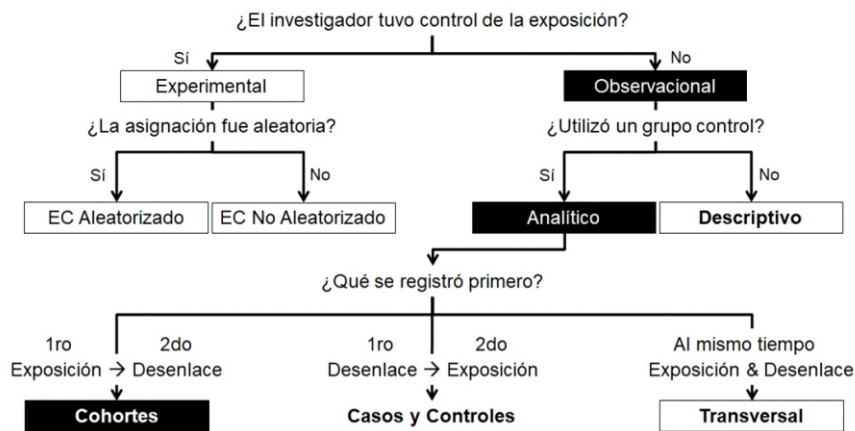 ¿El investigador tuvo control de la exposición?
Sí
No
Experimental
Observacional
¿La asignación fue aleatoria?
¿Utilizó un grupo control?
Sí
No
Sí
No
EC Aleatorizado
EC No Aleatorizado
Analítico
Descriptivo
¿Qué se registró primero?
1ro 2do
Exposición → Desenlace
Cohortes
1ro 2do
Desenlace → Exposición
Casos y Controles
Al mismo tiempo
Exposición & Desenlace
Transversal